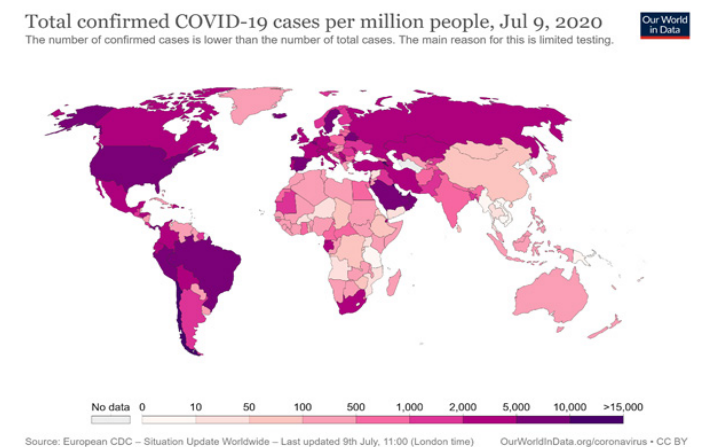 Total confirmed COVID-19 cases per million people, Jul 9, 2020
The number of confirmed cases is lower than the number of total cases. The main reason for this is limited testing.
Our World
in Data
No data 0 10 50 100 500 1,000 2,000 5,000 10,000 >15,000
Source: European CDC – Situation Update Worldwide – Last updated 9th July, 11:00 (London time) OurWorldInData.org/coronavirus • CC BY